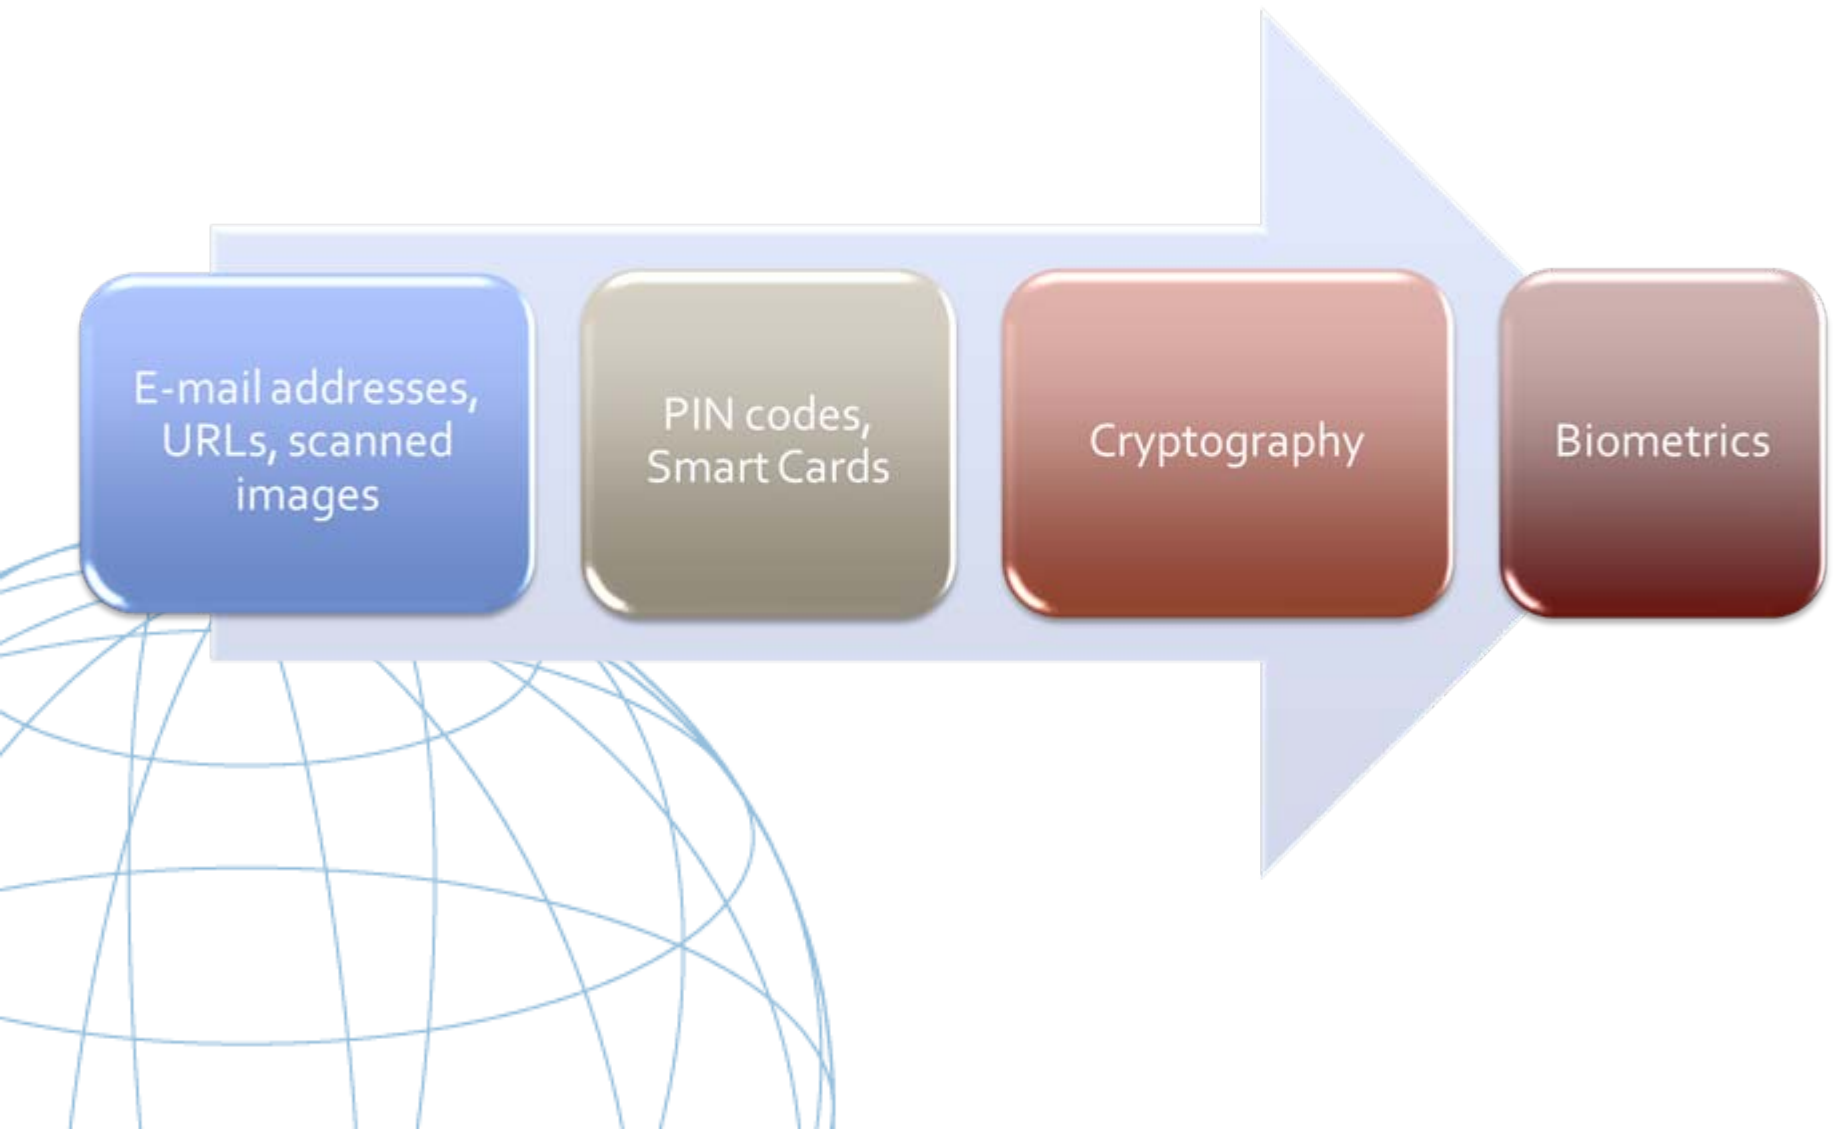 E-mail addresses,
URLs, scanned
images
PIN codes,
Smart Cards
Cryptography
Biometrics